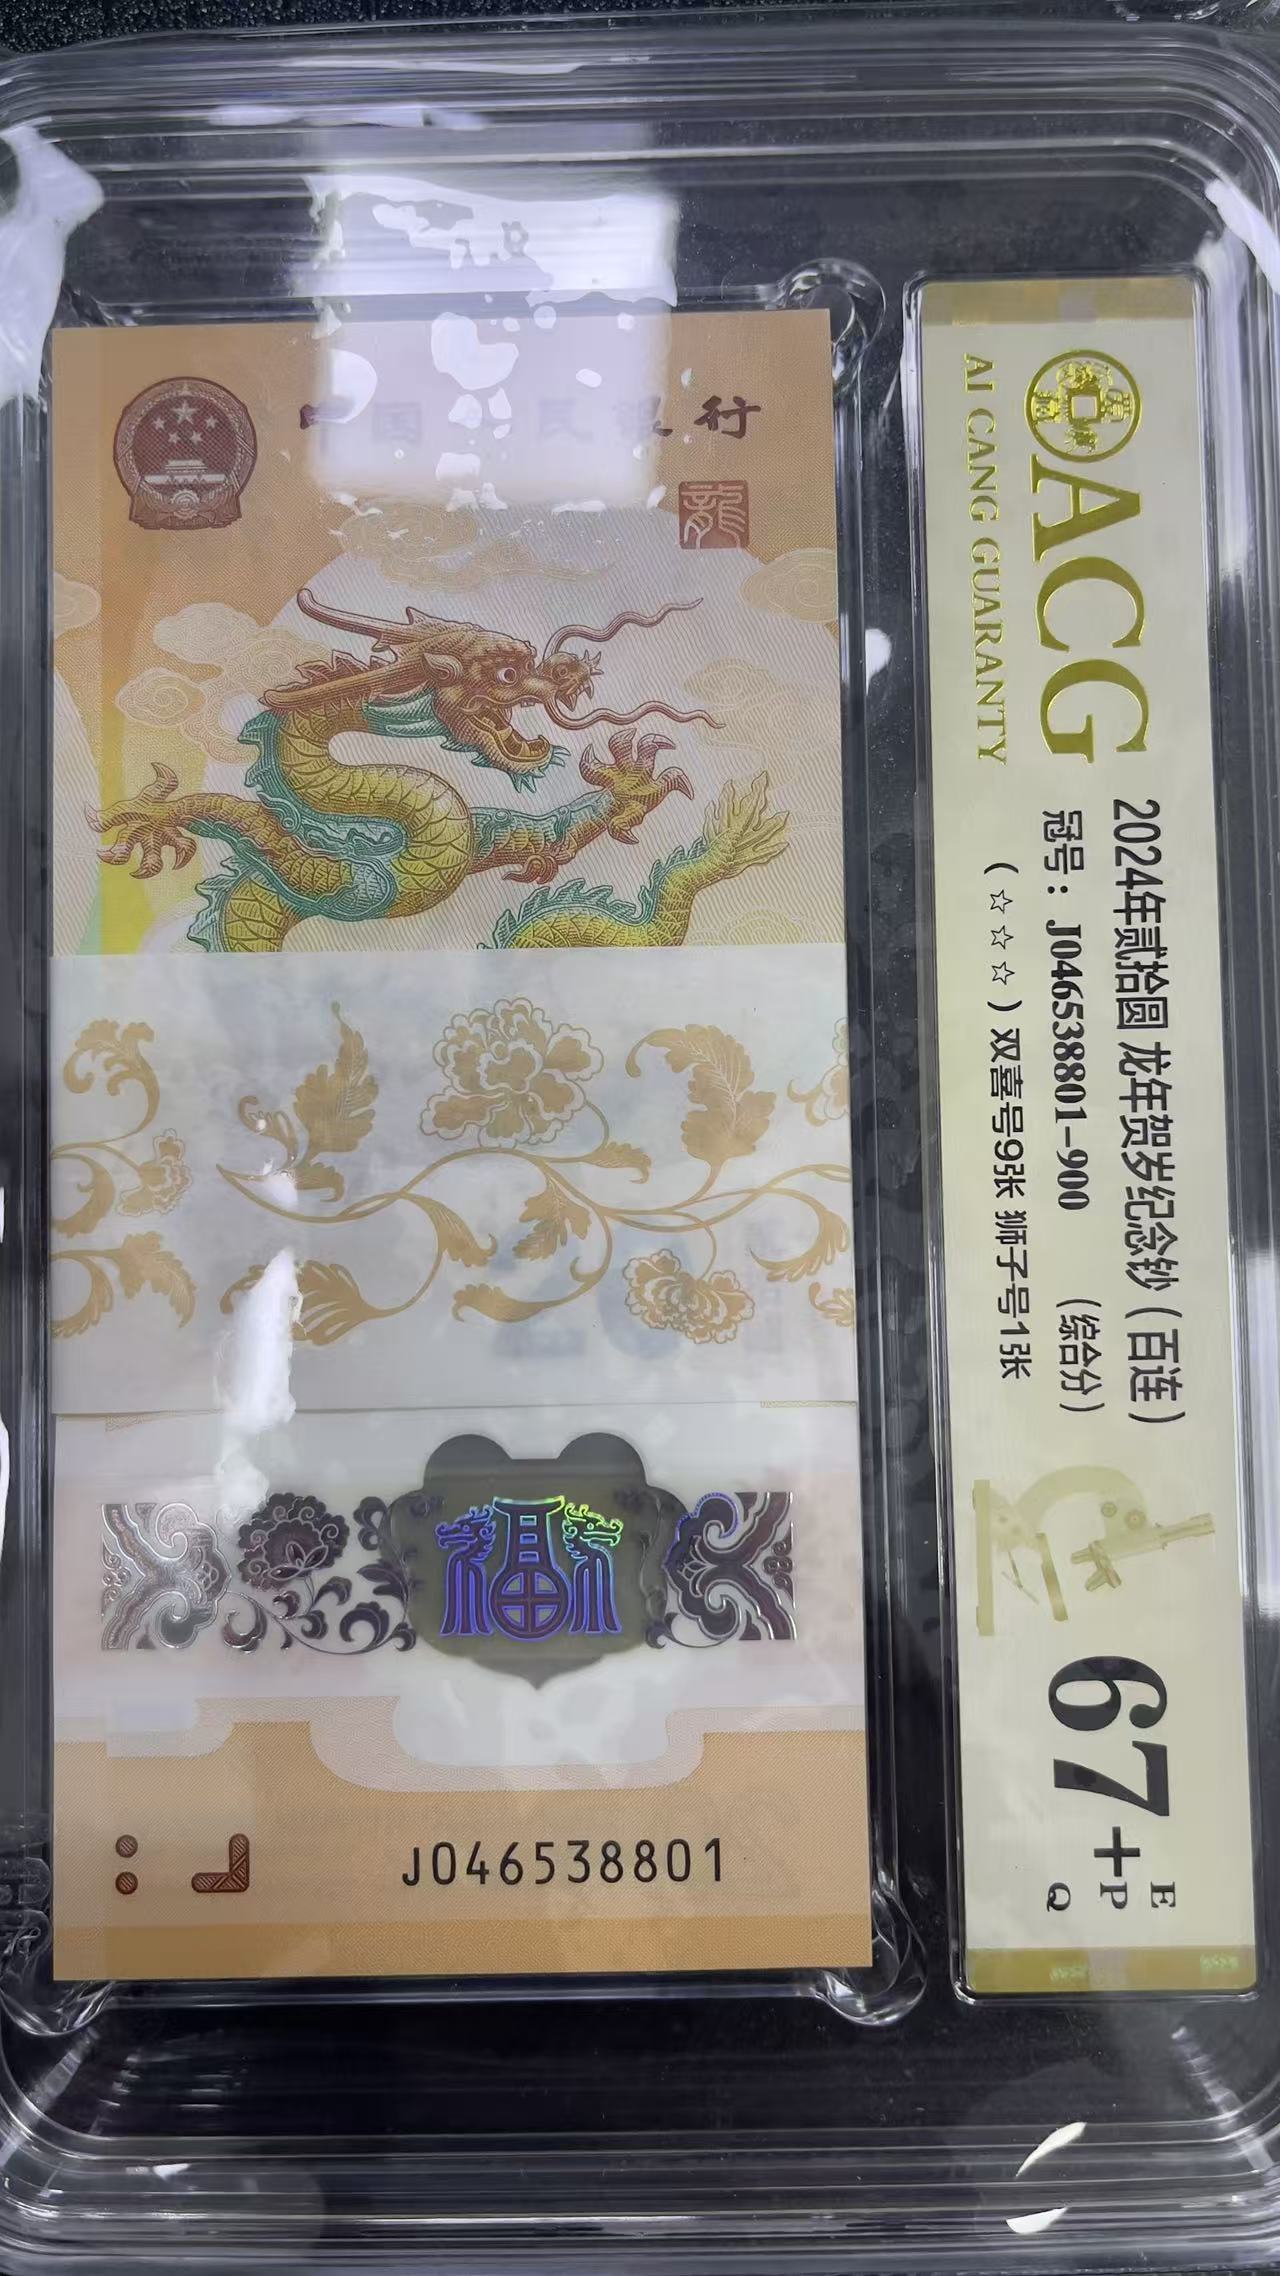 中国 民银行
龍
J046538801
ACG
AI CANG GUARANTY
2024年贰拾圆 龙年贺岁纪念钞（百连）
冠号：J046538801-900 （综合分）
（☆☆☆）双喜号9张 狮子号1张
67+
E
P
Q